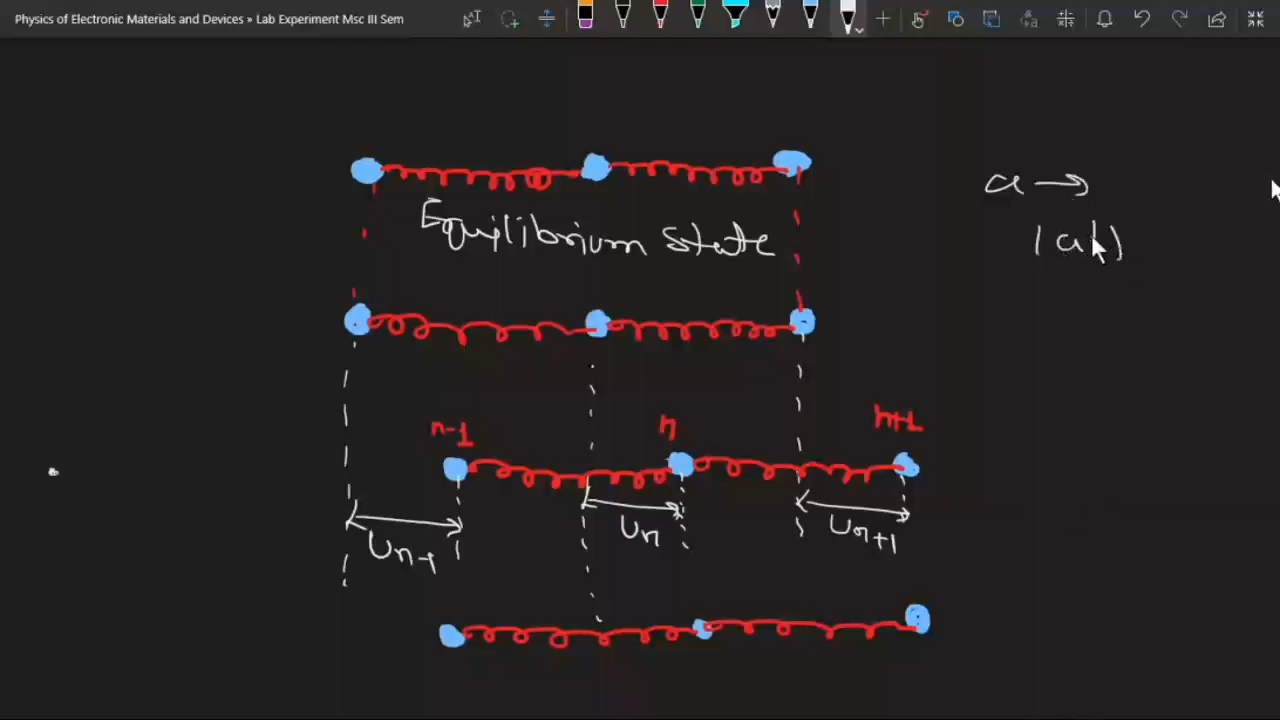 Physics of Electronic Materials and Devices » Lab Experiment Msc III Sem
Equilibrium State
a →
n-1 n n+1
Un-1 Un Un+1